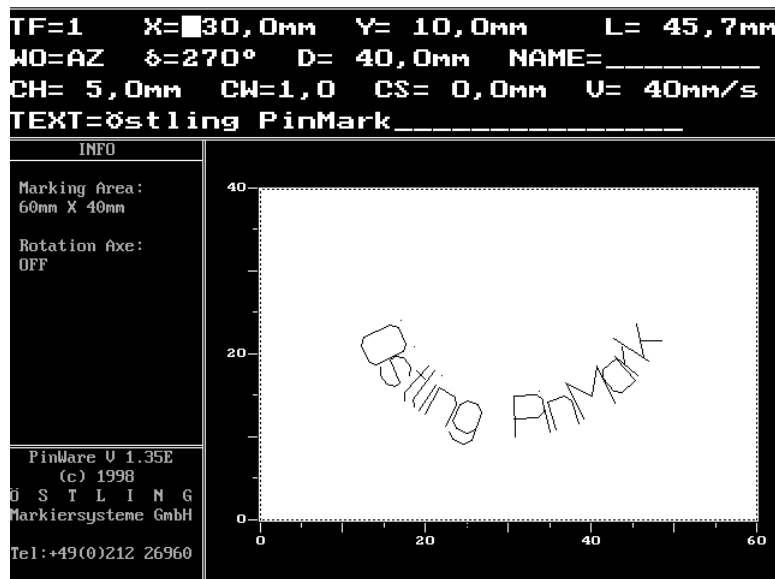 TF=1 X=30,0mm Y= 10,0mm L= 45,7mm
WO=AZ δ=270° D= 40,0mm NAME=________
CH= 5,0mm CW=1,0 CS= 0,0mm V= 40mm/s
TEXT=östling PinMark_______________
INFO
Marking Area:
60mm X 40mm
Rotation Axe:
OFF
40
20
0
0 20 40 60
Östling PinMark
PinWare V 1.35E
(c) 1998
Ö S T L I N G
Markiersysteme GmbH
Tel:+49(0)212 26960